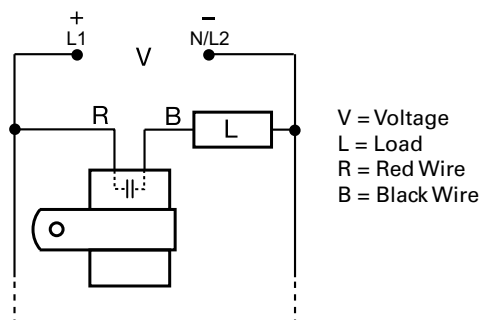 + –
L1 N/L2
V
R B L
V = Voltage
L = Load
R = Red Wire
B = Black Wire